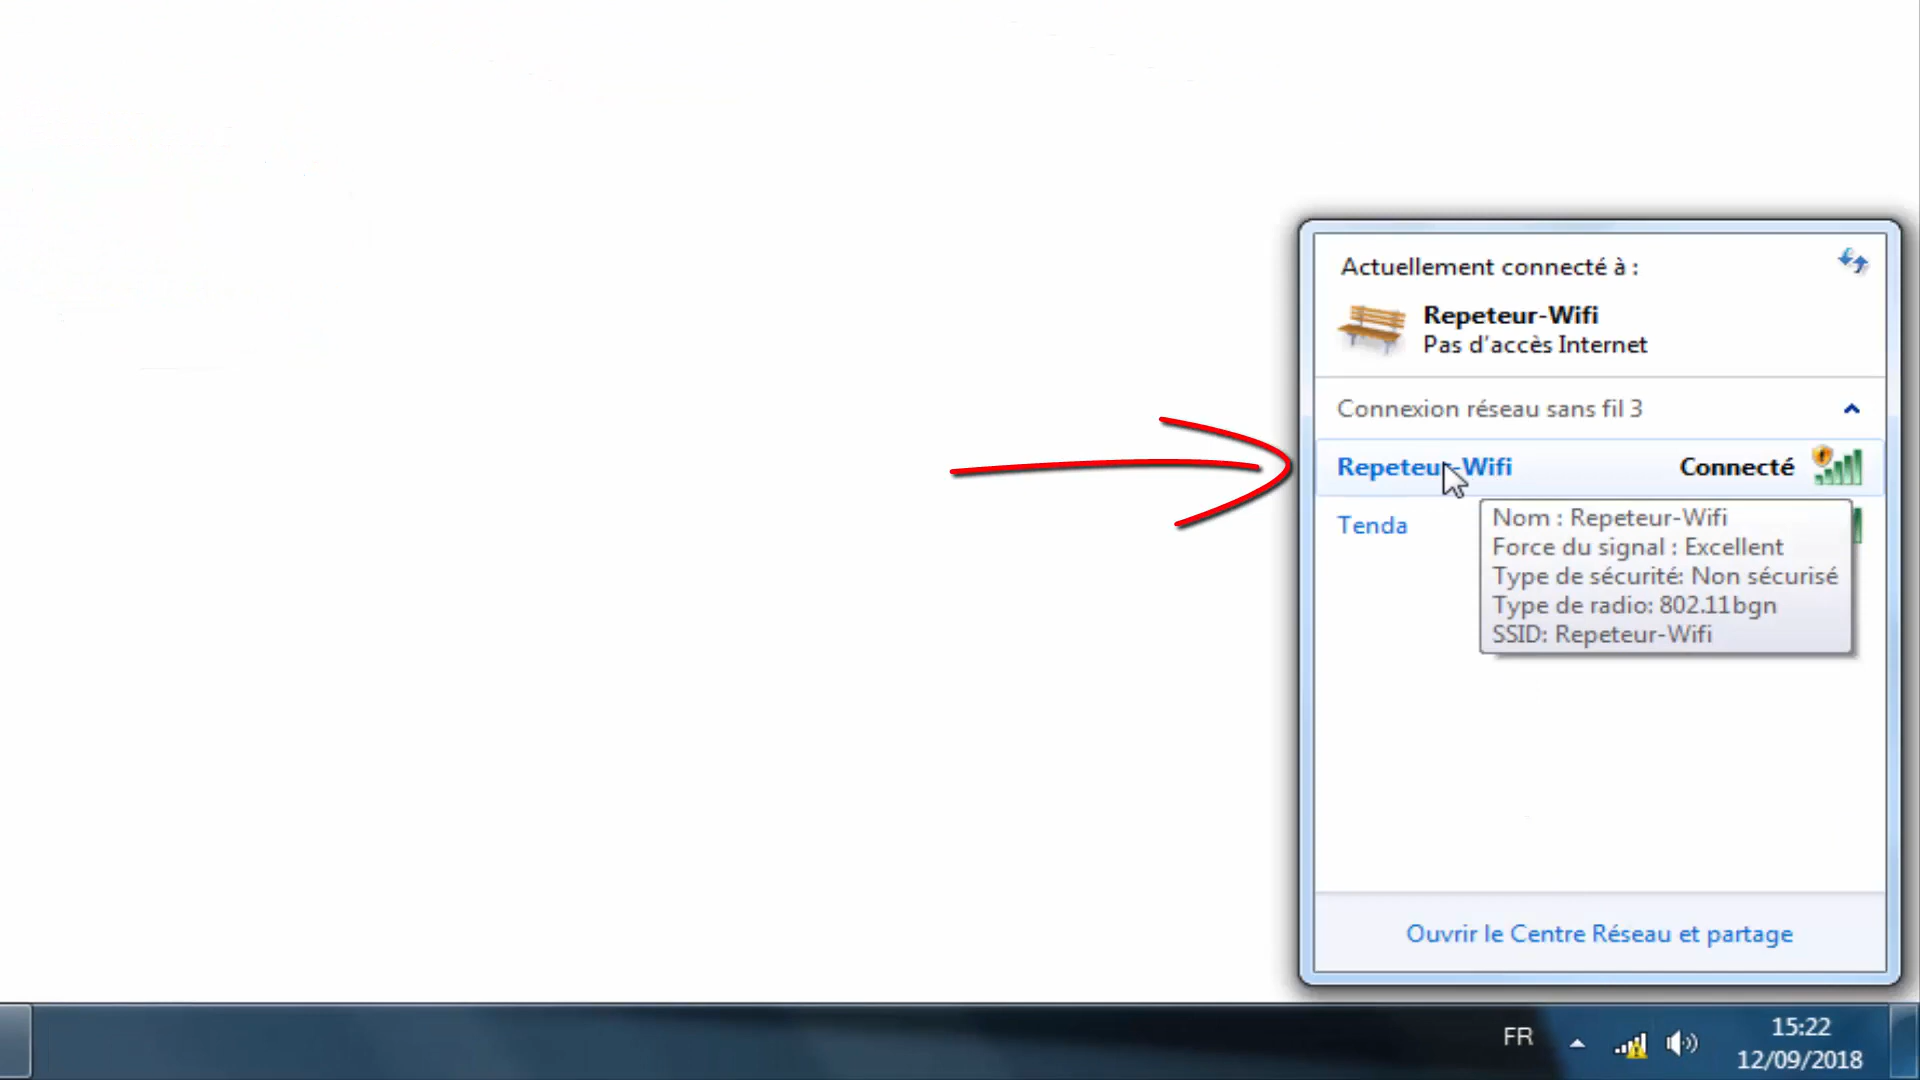 Actuellement connecté à :
Repeteur-Wifi
Pas d'accès Internet
Connexion réseau sans fil 3
Repeteur-Wifi Connecté
Tenda
Nom : Repeteur-Wifi
Force du signal : Excellent
Type de sécurité: Non sécurisé
Type de radio: 802.11bgn
SSID: Repeteur-Wifi
Ouvrir le Centre Réseau et partage
FR
15:22
12/09/2018